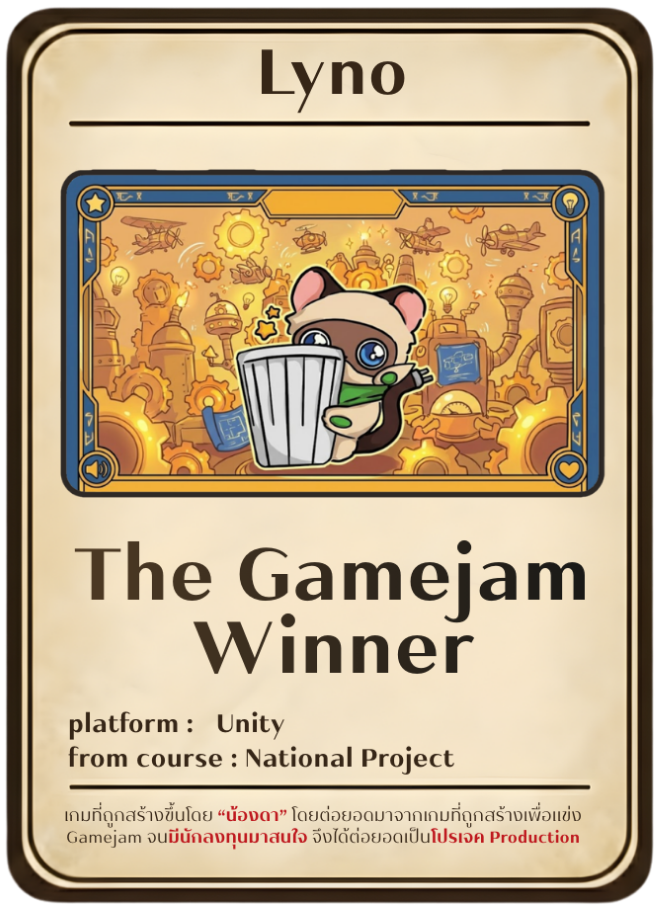 Lyno
The Gamejam
Winner
platform : Unity
from course : National Project
เกมที่ถูกสร้างขึ้นโดย “น้องดา” โดยต่อยอดมาจากเกมที่ถูกสร้างเพื่อแข่ง
Gamejam จนมีนักลงทุนมาสนใจ จึงได้ต่อยอดเป็นโปรเจค Production